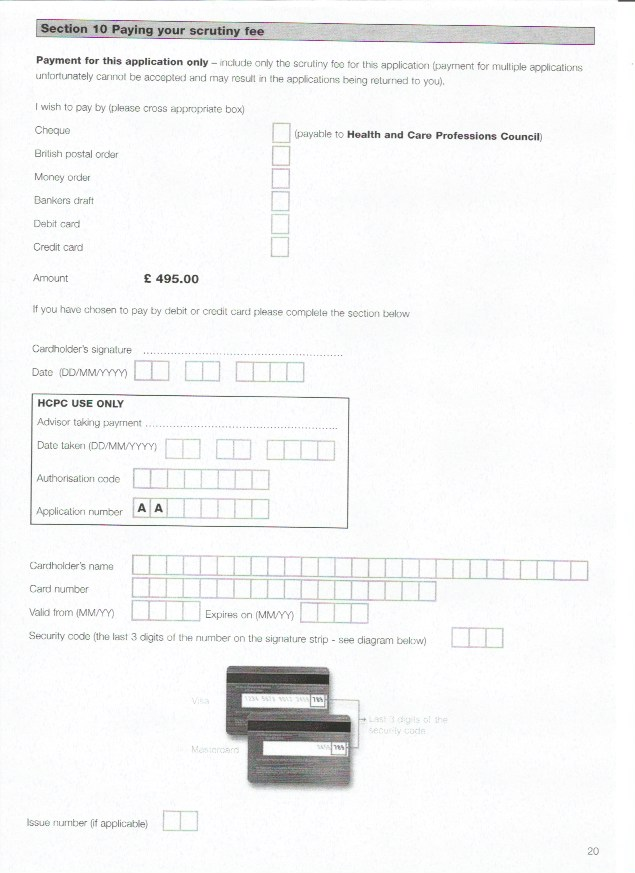 Section 10 Paying your scrutiny fee
Payment for this application only – include only the scrutiny fee for this application (payment for multiple applications
unfortunately cannot be accepted and may result in the applications being returned to you).
I wish to pay by (please cross appropriate box)
Cheque (payable to Health and Care Professions Council)
British postal order
Money order
Bankers draft
Debit card
Credit card
Amount £ 495.00
If you have chosen to pay by debit or credit card please complete the section below
Cardholder's signature
Date (DD/MM/YYYY)
HCPC USE ONLY
Advisor taking payment
Date taken (DD/MM/YYYY)
Authorisation code
Application number A A
Cardholder's name
Card number
Valid from (MM/YY) Expires on (MM/YY)
Security code (the last 3 digits of the number on the signature strip - see diagram below)
Visa
789
Last 3 digits of the
security code
Mastercard
789
Issue number (if applicable)
20